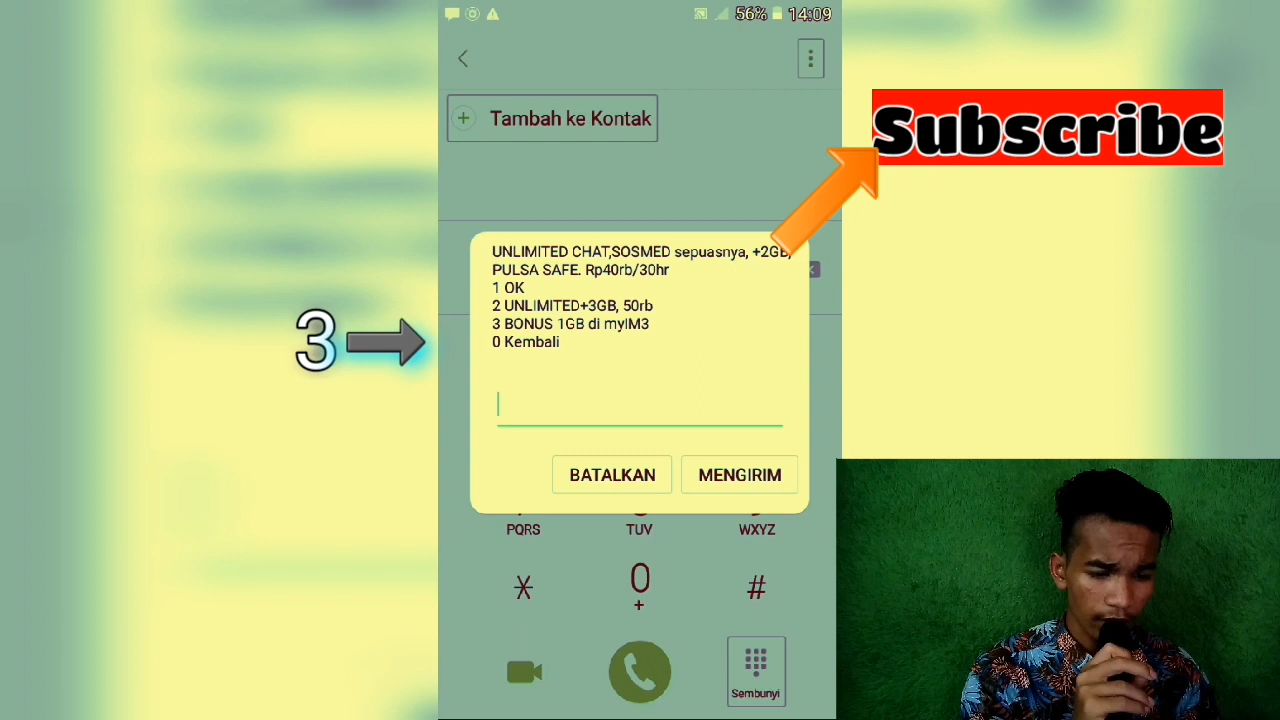 56% 14:09
Tambah ke Kontak
Subscribe
UNLIMITED CHAT,SOSMED sepuasnya, +2GB,
PULSA SAFE. Rp40rb/30hr
1 OK
2 UNLIMITED+3GB, 50rb
3 BONUS 1GB di myIM3
0 Kembali
3
BATALKAN MENGIRIM
PQRS TUV WXYZ
* 0 #
+
Sembunyi